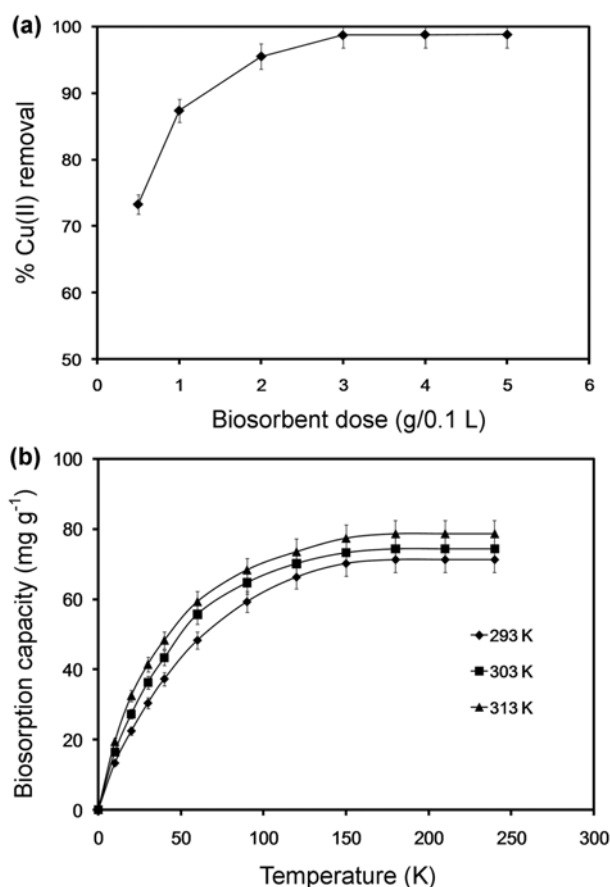 (a)
100
90
80
70
60
50
% Cu(II) removal
0 1 2 3 4 5 6
Biosorbent dose (g/0.1 L)
(b)
100
80
60
40
20
0
Biosorption capacity (mg g⁻¹)
293 K
303 K
313 K
0 50 100 150 200 250 300
Temperature (K)